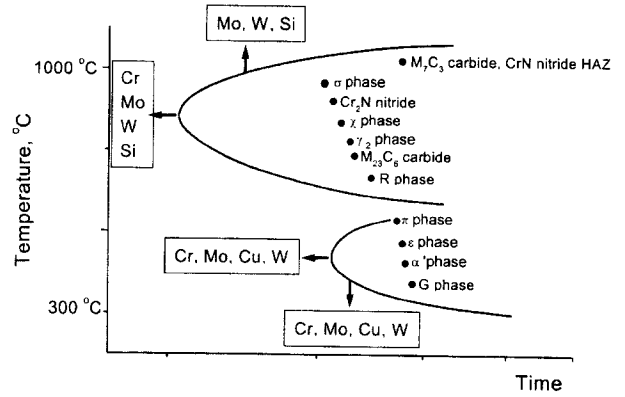 Mo, W, Si
1000 °C
M₇C₃ carbide, CrN nitride HAZ
Cr
Mo
W
Si
σ phase
Cr₂N nitride
χ phase
γ₂ phase
M₂₃C₆ carbide
R phase
Temperature, °C
π phase
Cr, Mo, Cu, W
ε phase
α' phase
G phase
300 °C
Cr, Mo, Cu, W
Time